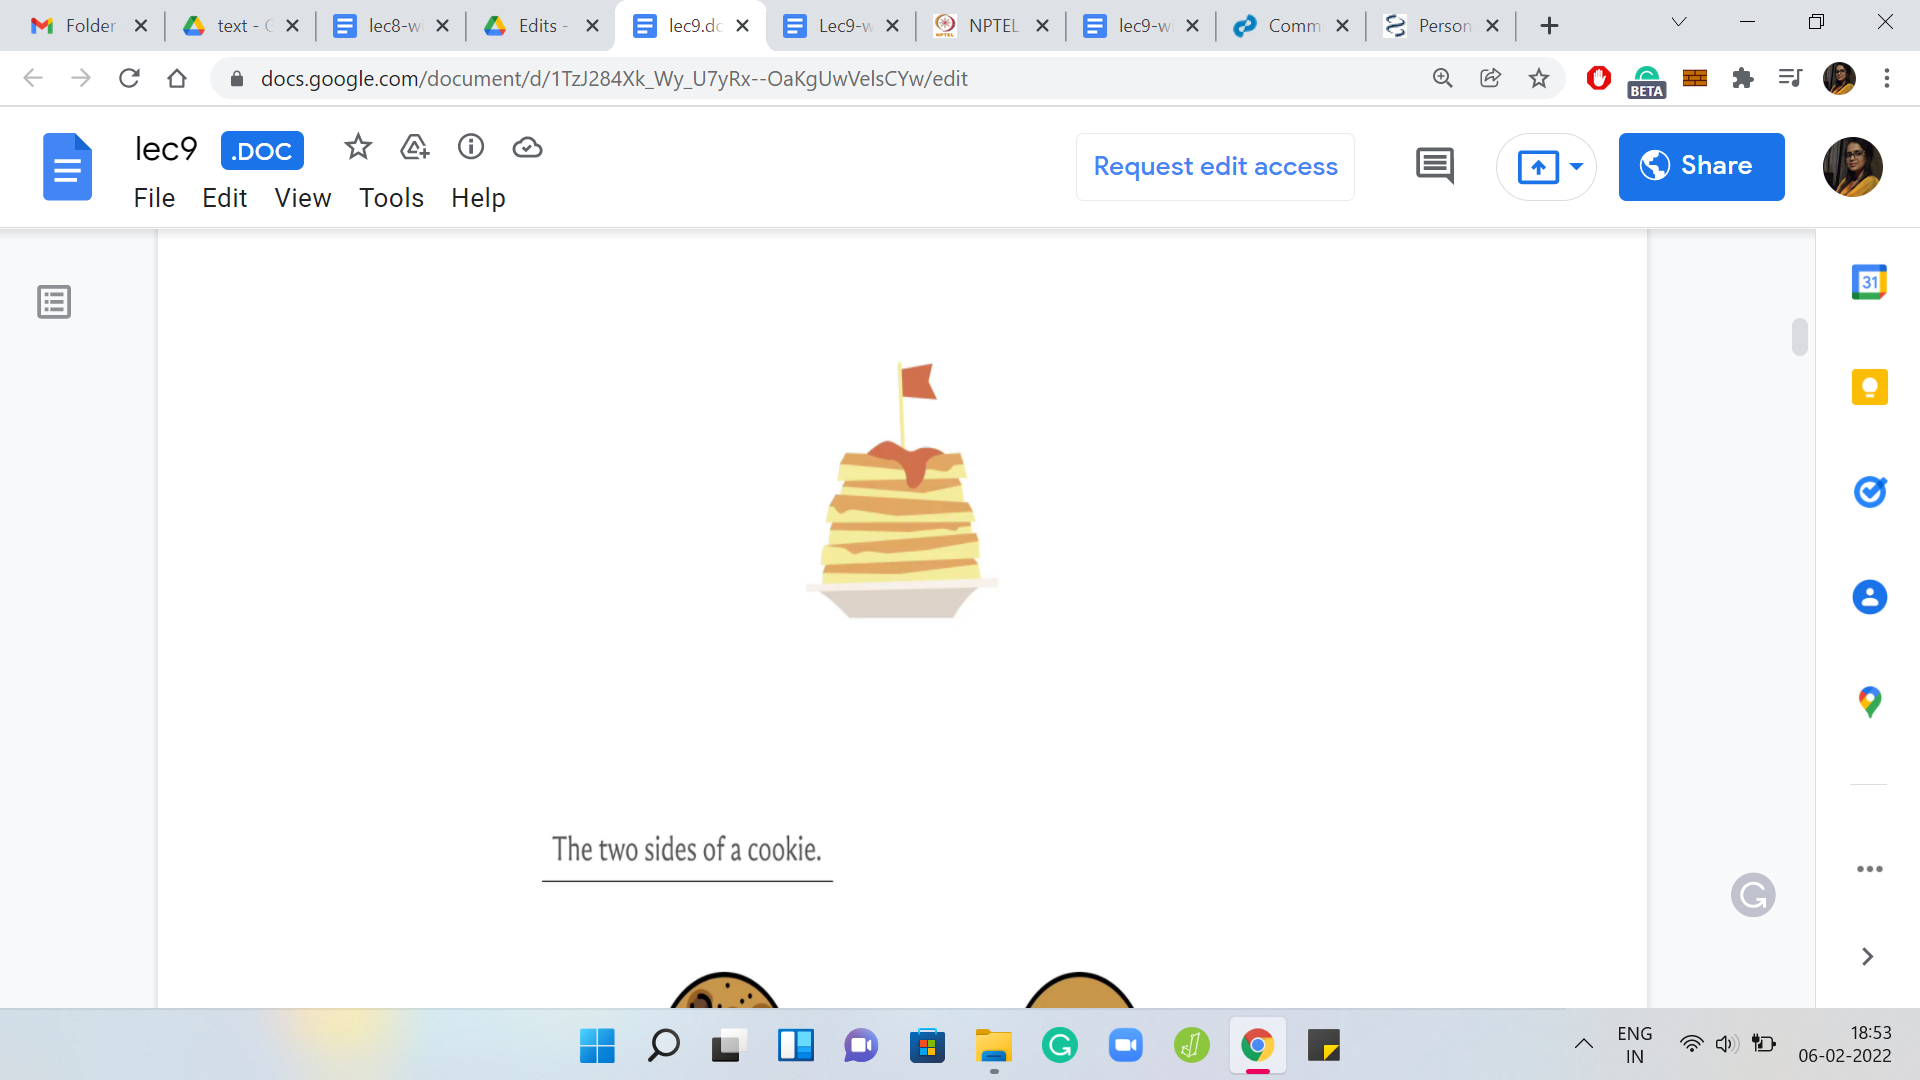 Folder
text - G
lec8-w
Edits -
lec9.dc
Lec9-w
NPTEL
lec9-w
Comm
Person
docs.google.com/document/d/1TzJ284Xk_Wy_U7yRx--OaKgUwVelsCYw/edit
BETA
lec9 .DOC
Request edit access
Share
File Edit View Tools Help
31
The two sides of a cookie.
ENG
IN
18:53
06-02-2022